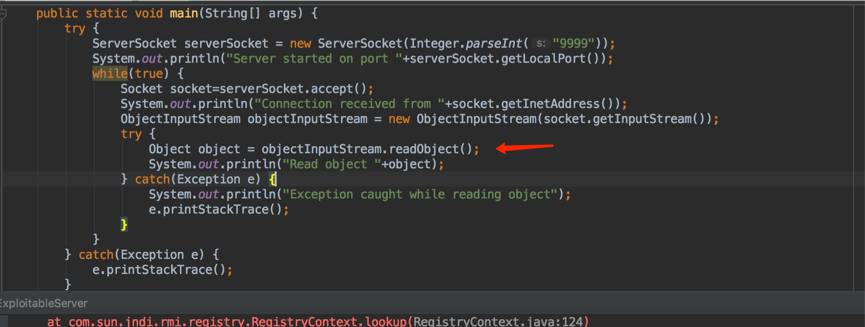 public static void main(String[] args) {
try {
ServerSocket serverSocket = new ServerSocket(Integer.parseInt( s: "9999"));
System.out.println("Server started on port "+serverSocket.getLocalPort());
while(true) {
Socket socket=serverSocket.accept();
System.out.println("Connection received from "+socket.getInetAddress());
ObjectInputStream objectInputStream = new ObjectInputStream(socket.getInputStream());
try {
Object object = objectInputStream.readObject();
System.out.println("Read object "+object);
} catch(Exception e) {
System.out.println("Exception caught while reading object");
e.printStackTrace();
}
}
} catch(Exception e) {
e.printStackTrace();
}
ExploitableServer
at com.sun.jndi.rmi.registry.RegistryContext.lookup(RegistryContext.java:124)